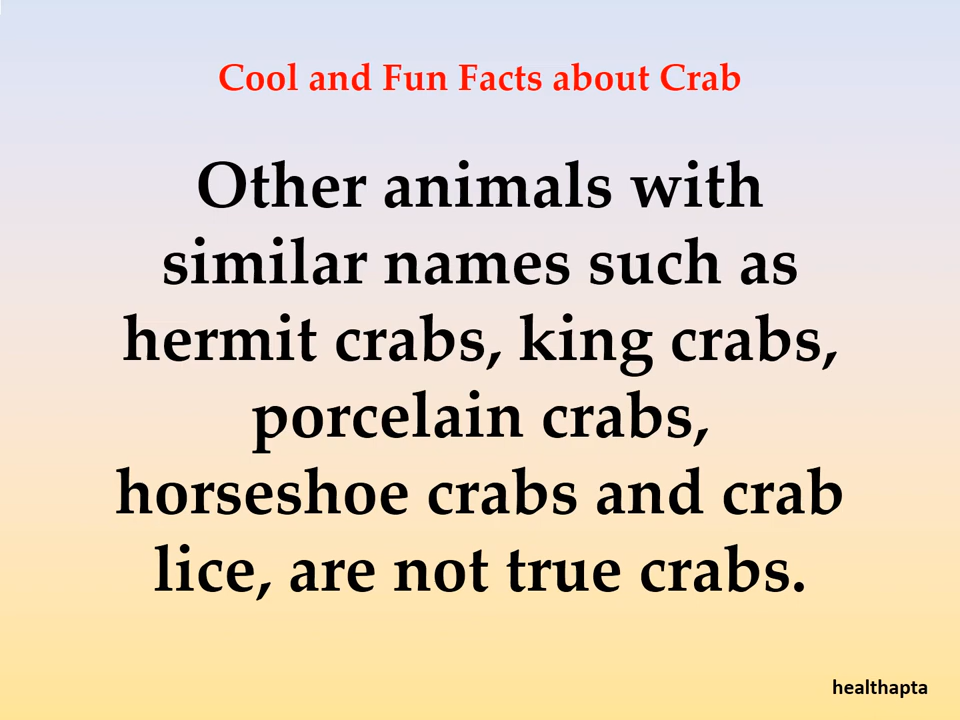 Cool and Fun Facts about Crab
Other animals with
similar names such as
hermit crabs, king crabs,
porcelain crabs,
horseshoe crabs and crab
lice, are not true crabs.
healthapta